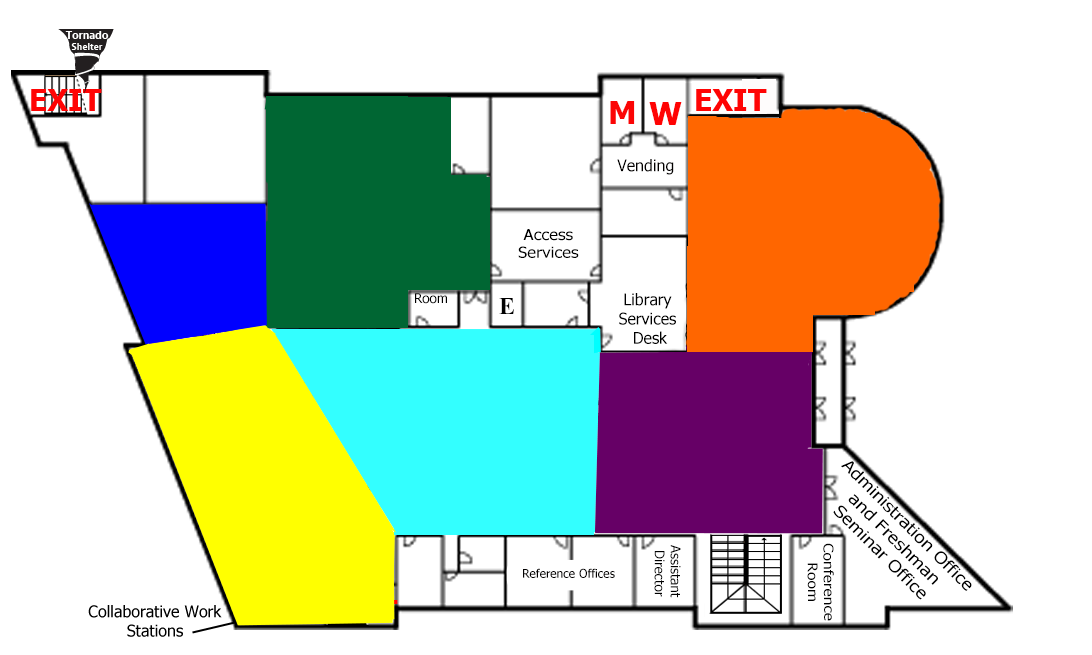 Tornado
Shelter
EXIT
M
W
EXIT
Vending
Access
Services
Room
E
Library
Services
Desk
Administration Office
and Freshman
Seminar Office
Reference Offices
Assistant
Director
Conference
Room
Collaborative Work
Stations